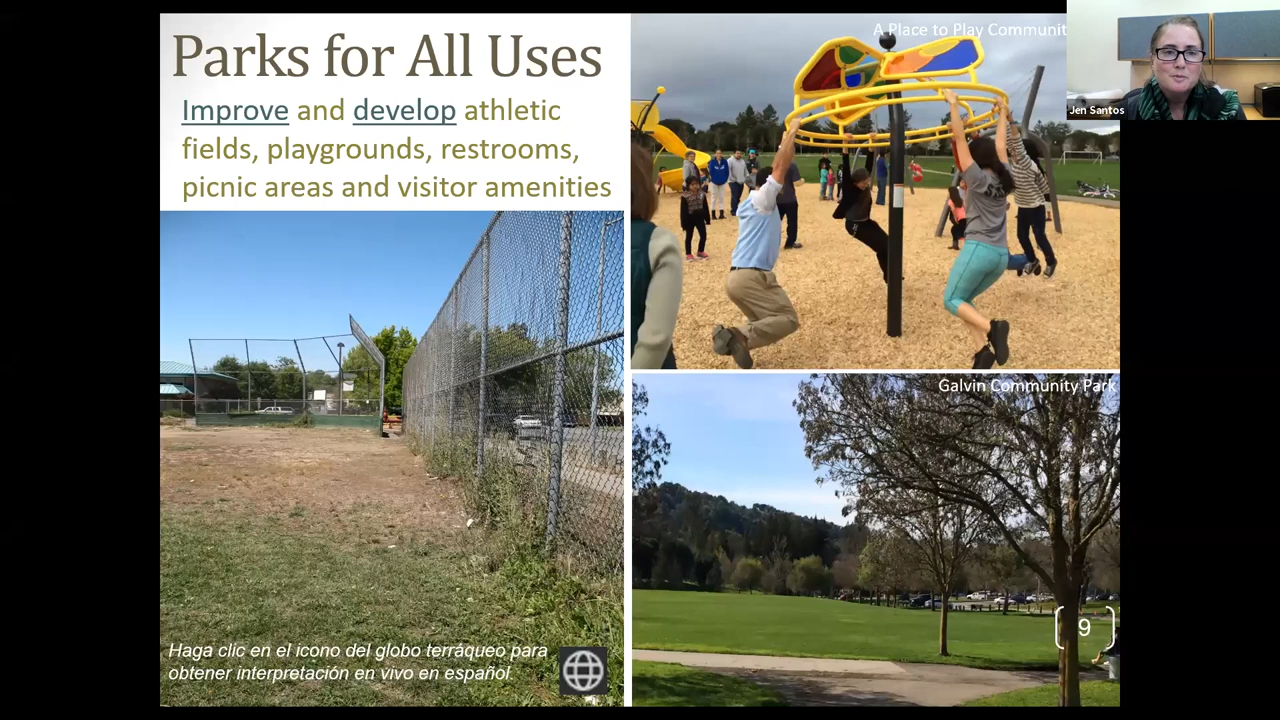 Parks for All Uses
Improve and develop athletic
fields, playgrounds, restrooms,
picnic areas and visitor amenities
A Place to Play Communit
Jen Santos
Galvin Community Park
Haga clic en el icono del globo terráqueo para
obtener interpretación en vivo en español.
9